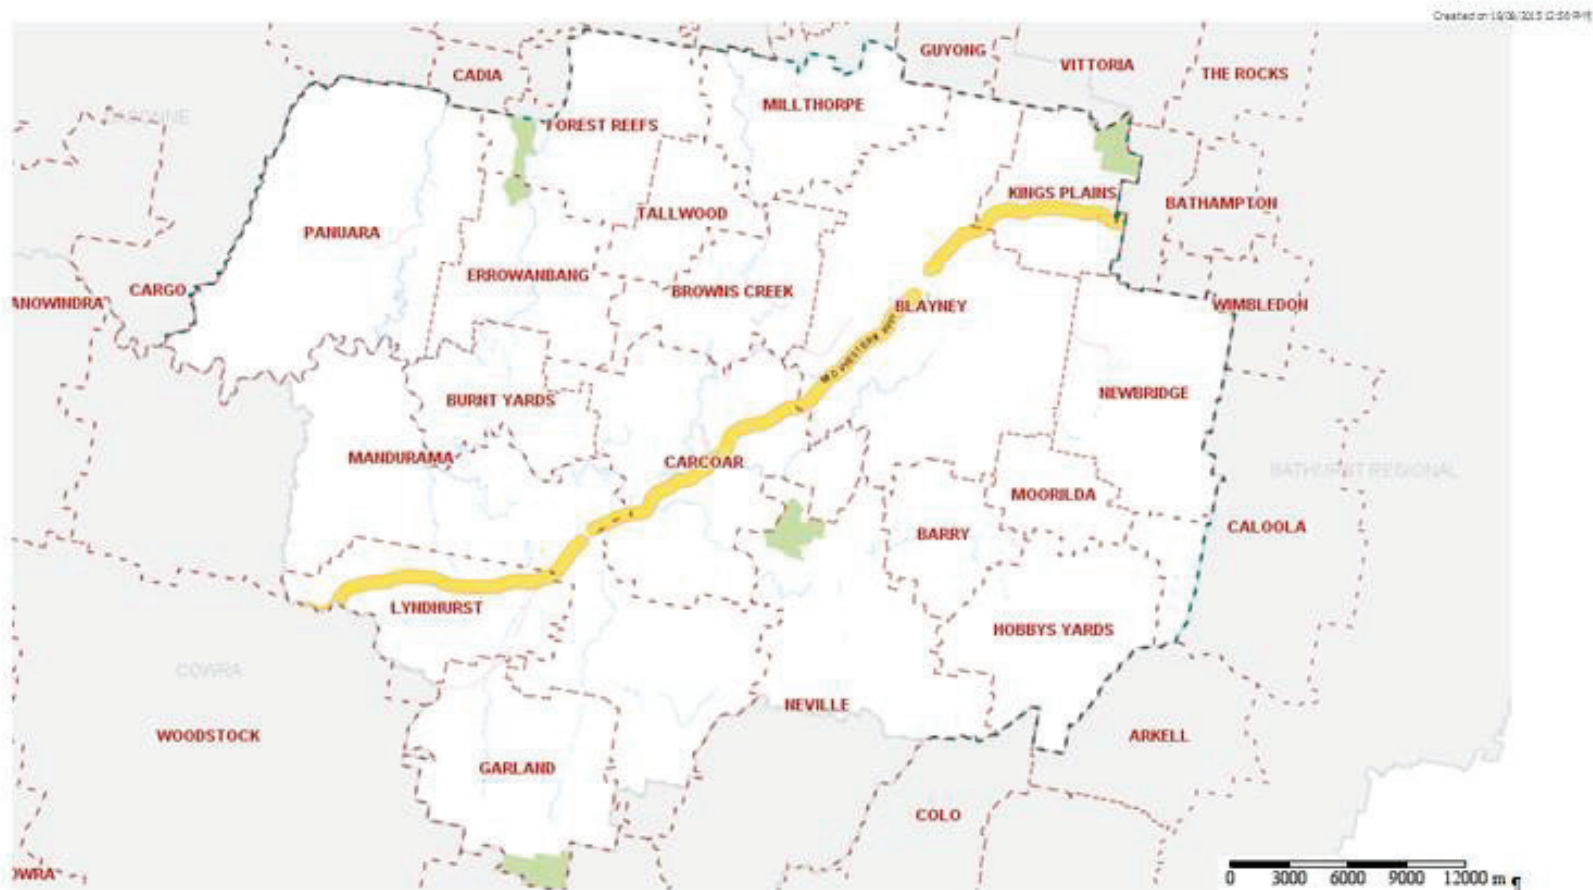 GUYONG
VITTORIA
THE ROCKS
CADIA
MILLTHORPE
FOREST REEFS
KINGS PLAINS
BATHAMPTON
TALLWOOD
PANUARA
ERROWANBANG
BROWNS CREEK
CARGO
ANOWINDRA
BLAYNEY
WIMBLEDON
NEWBRIDGE
BURNT YARDS
MANDURAMA
CARCOAR
BATHURST REGIONAL
MOORILDA
CALOOLA
BARRY
LYNDHURST
HOBBYS YARDS
COWRA
NEVILLE
WOODSTOCK
ARKELL
GARLAND
COLO
OWRA
0 3000 6000 9000 12000 m